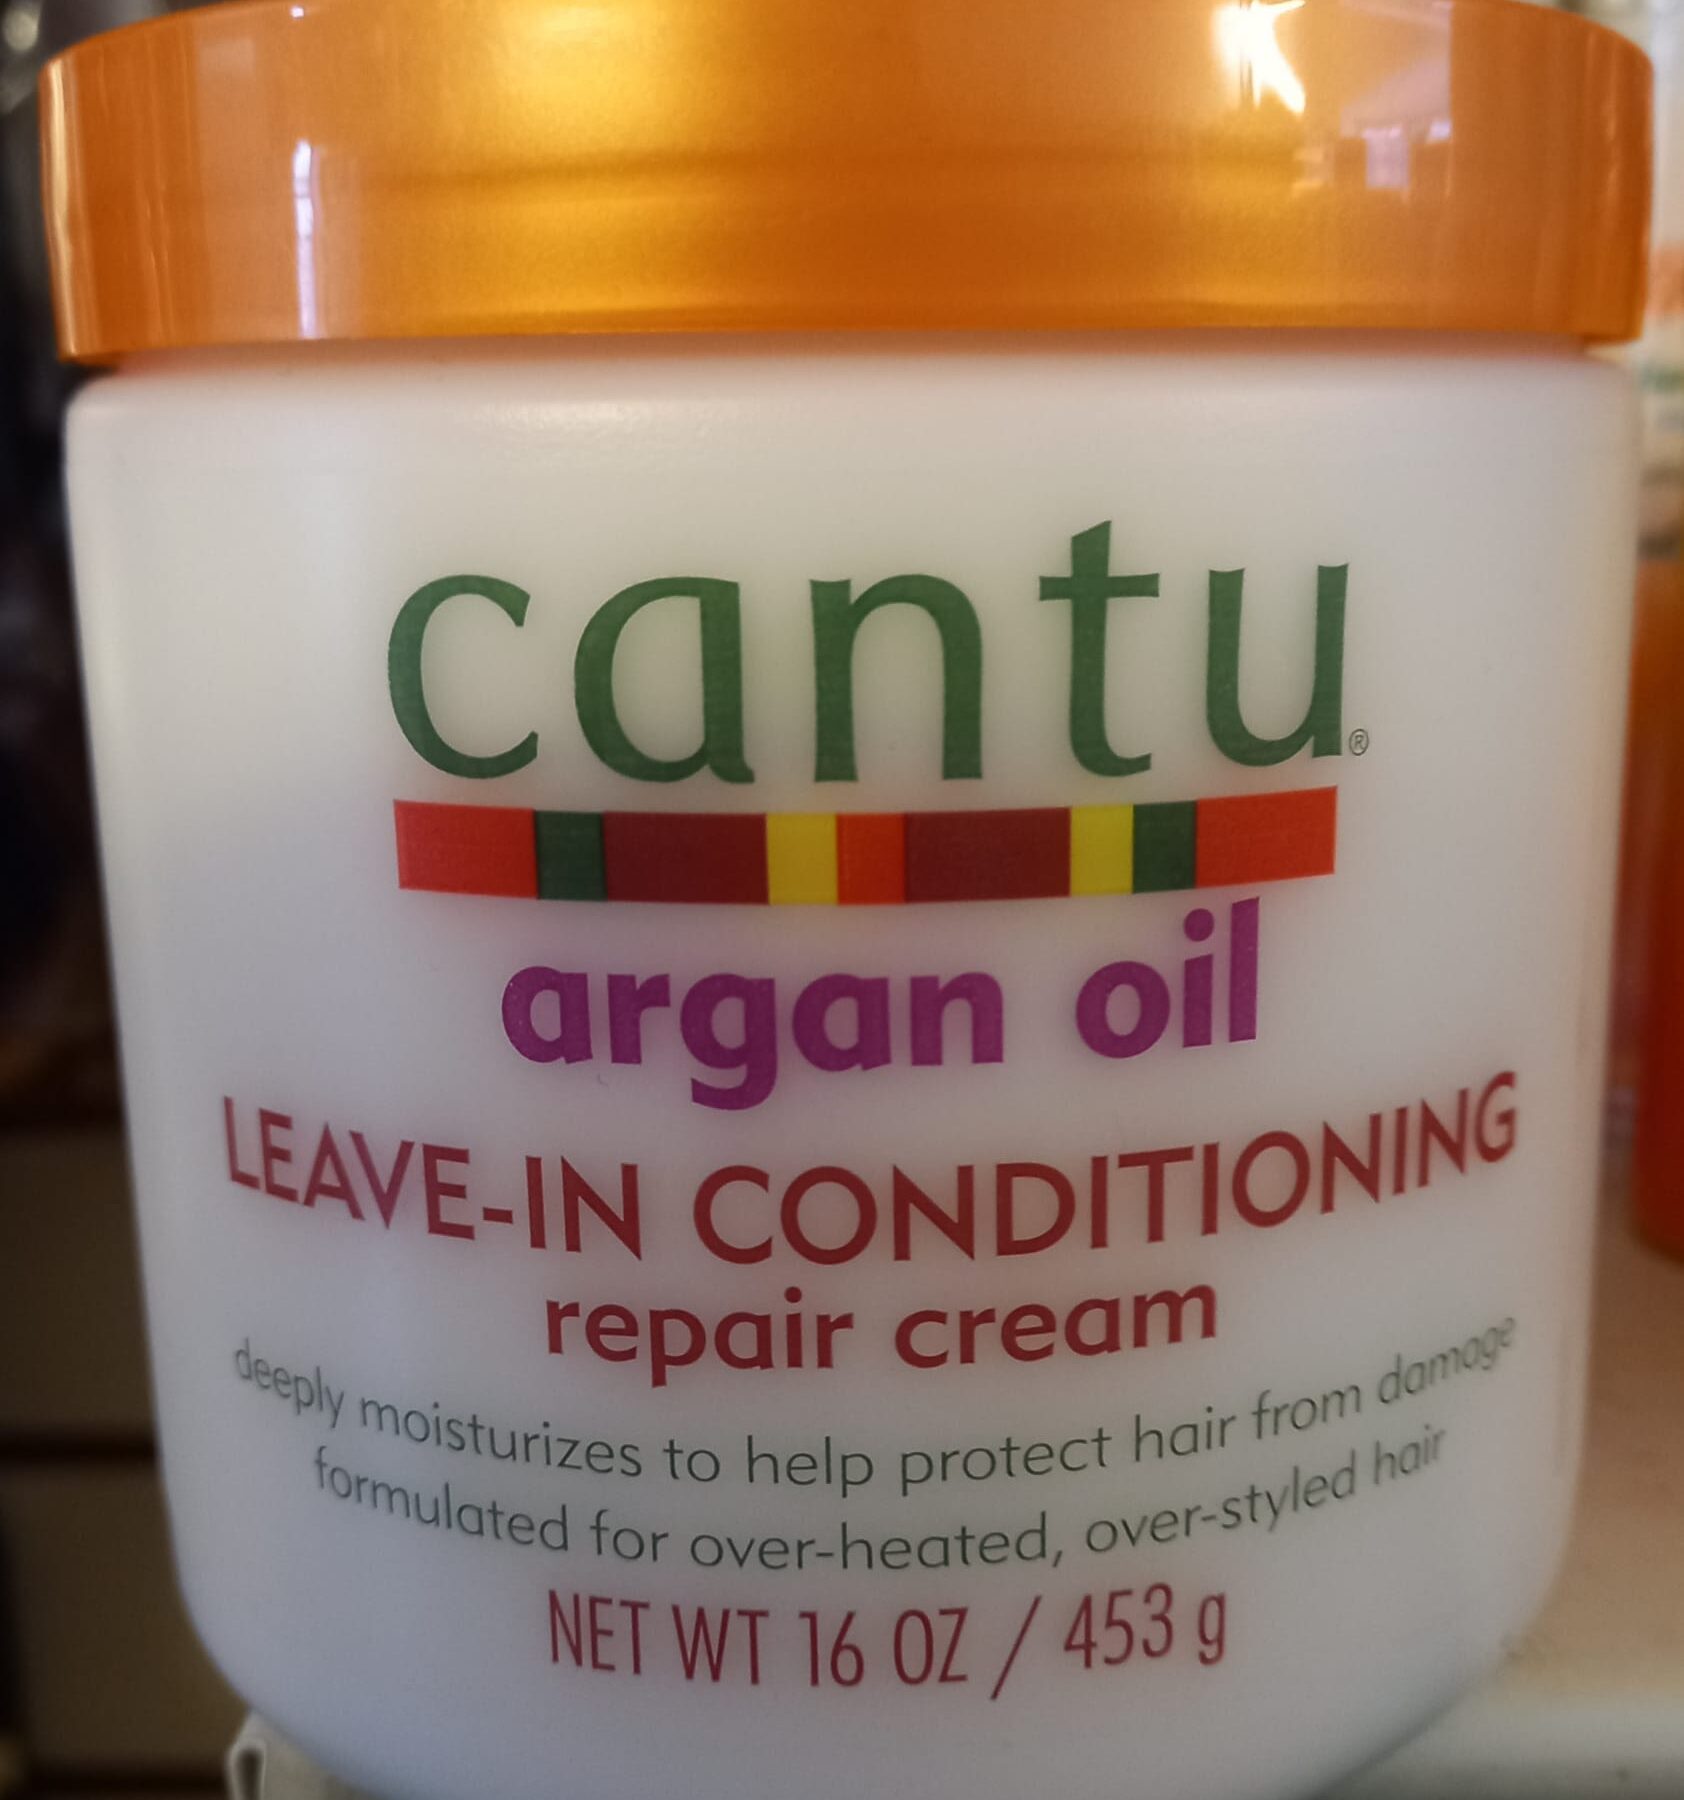 cantu®
argan oil
LEAVE-IN CONDITIONING
repair cream
deeply moisturizes to help protect hair from damage
formulated for over-heated, over-styled hair
NET WT 16 OZ / 453 g